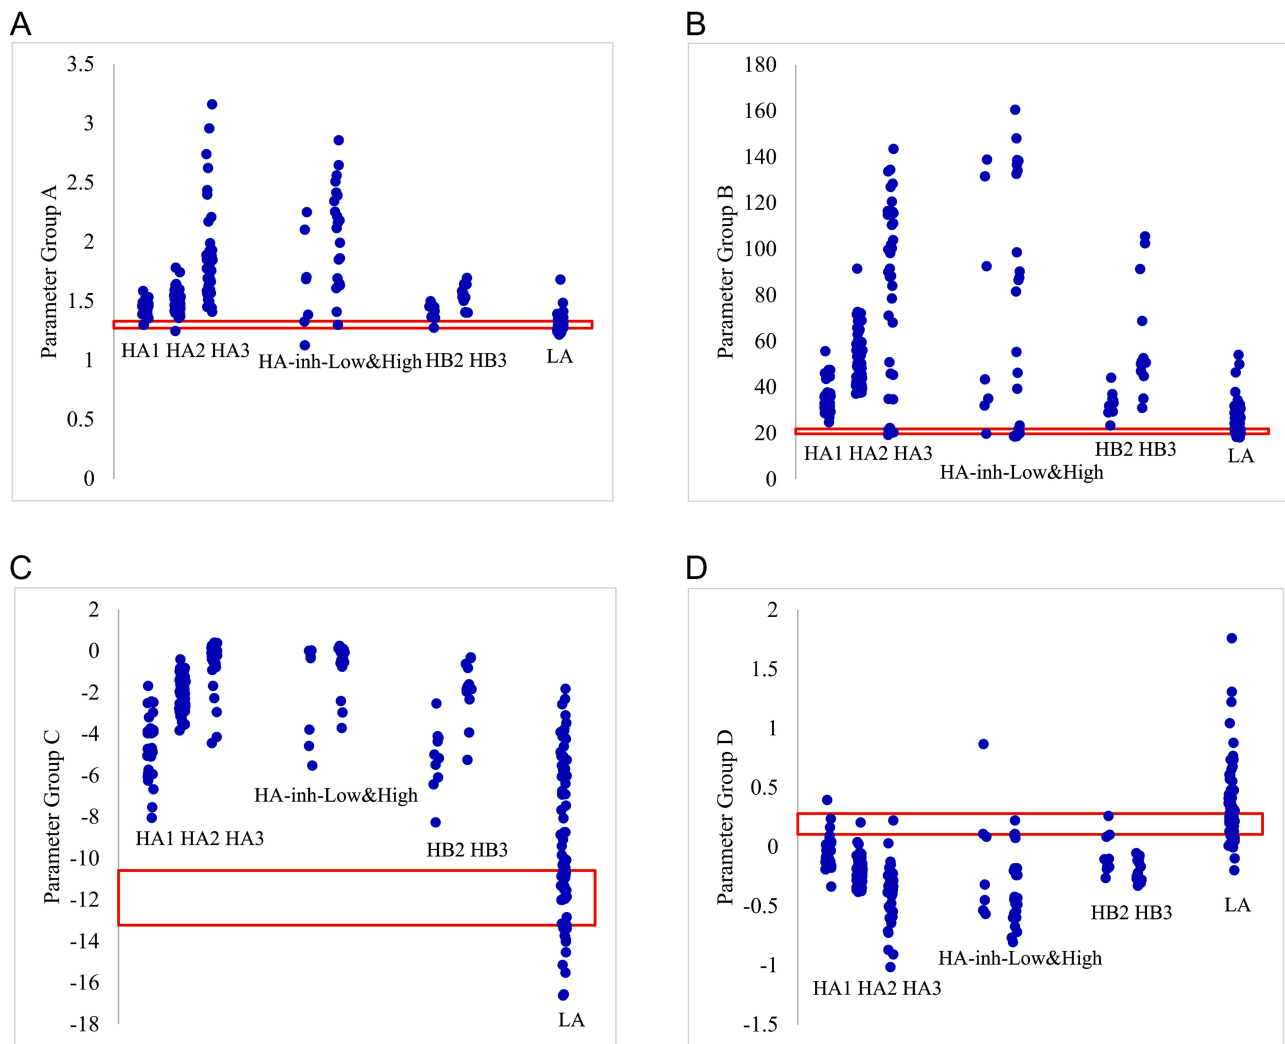 A
Parameter Group A
3.5
3
2.5
2
1.5
1
0.5
0
HA1 HA2 HA3
HA-inh-Low&High
HB2 HB3
LA
B
Parameter Group B
180
160
140
120
100
80
60
40
20
0
HA1 HA2 HA3
HA-inh-Low&High
HB2 HB3
LA
C
Parameter Group C
2
0
-2
-4
-6
-8
-10
-12
-14
-16
-18
HA1 HA2 HA3
HA-inh-Low&High
HB2 HB3
LA
D
Parameter Group D
2
1.5
1
0.5
0
-0.5
-1
-1.5
HA1 HA2 HA3
HA-inh-Low&High
HB2 HB3
LA